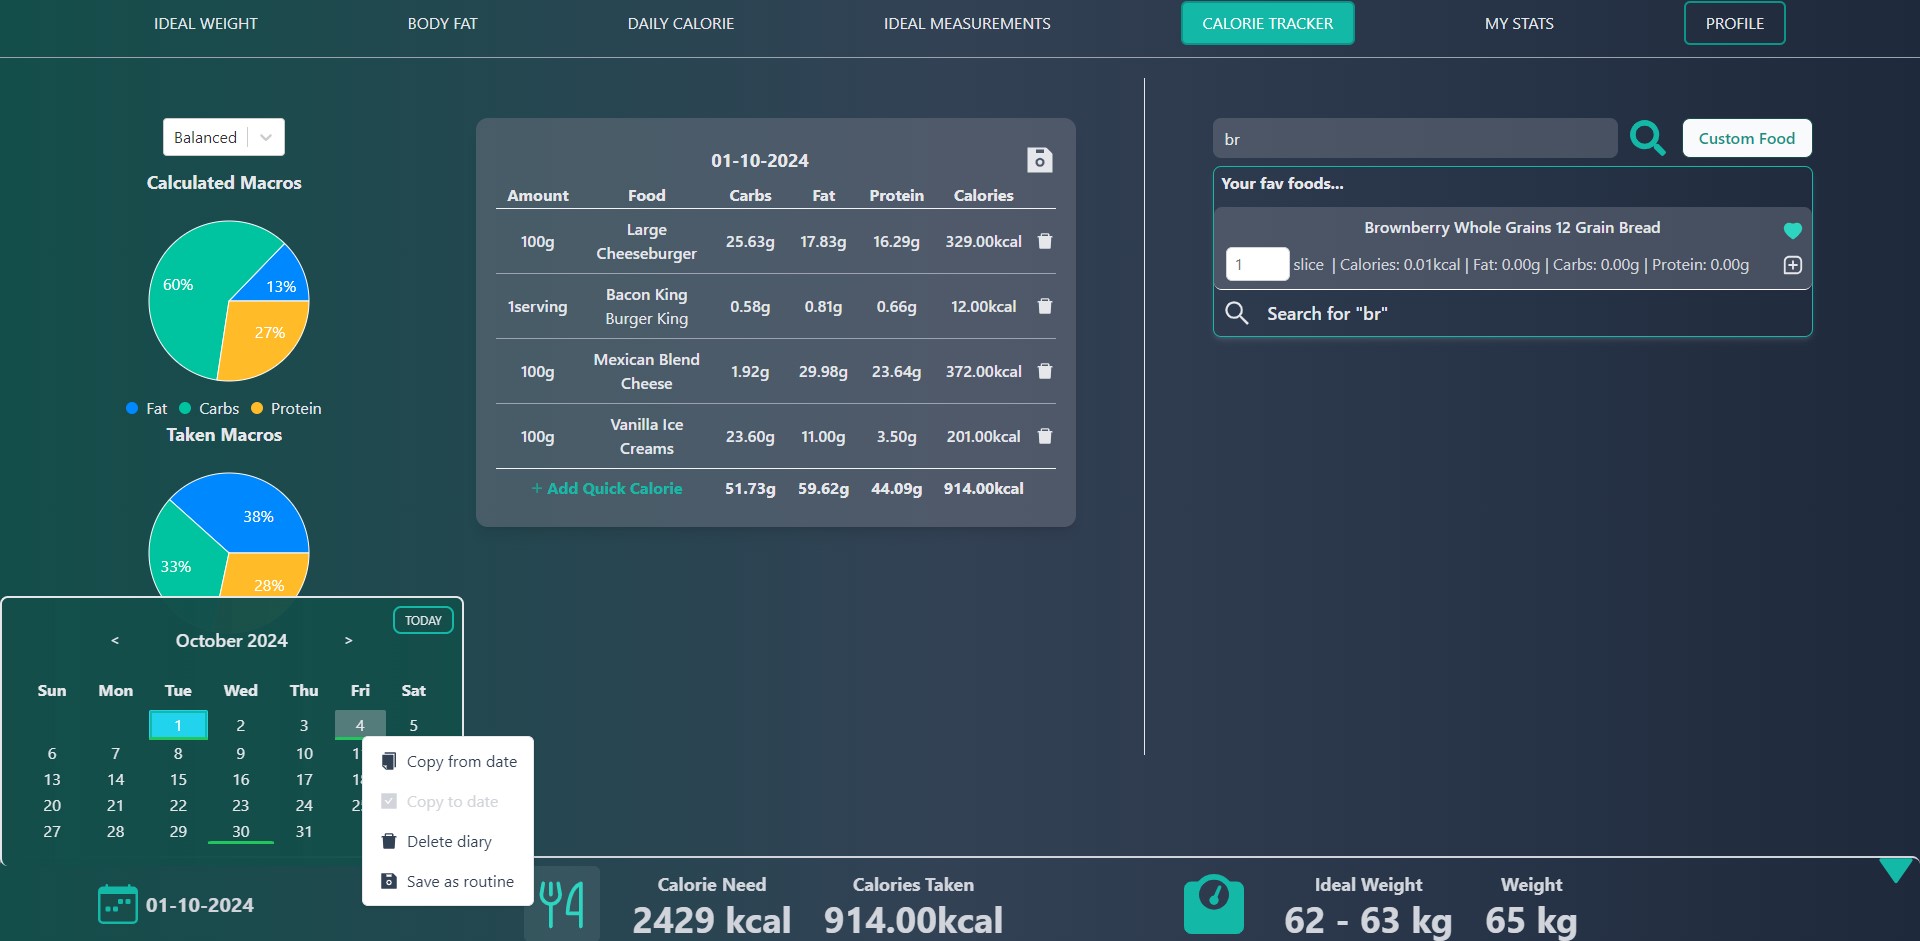 IDEAL WEIGHT BODY FAT DAILY CALORIE IDEAL MEASUREMENTS CALORIE TRACKER MY STATS PROFILE
Balanced
Calculated Macros
60%
13%
27%
Fat Carbs Protein
Taken Macros
38%
33%
28%
01-10-2024
Amount Food Carbs Fat Protein Calories
100g Large Cheeseburger 25.63g 17.83g 16.29g 329.00kcal
1serving Bacon King Burger King 0.58g 0.81g 0.66g 12.00kcal
100g Mexican Blend Cheese 1.92g 29.98g 23.64g 372.00kcal
100g Vanilla Ice Creams 23.60g 11.00g 3.50g 201.00kcal
+ Add Quick Calorie 51.73g 59.62g 44.09g 914.00kcal
br
Custom Food
Your fav foods...
Brownberry Whole Grains 12 Grain Bread
1 slice | Calories: 0.01kcal | Fat: 0.00g | Carbs: 0.00g | Protein: 0.00g
Search for "br"
TODAY
< October 2024 >
Sun Mon Tue Wed Thu Fri Sat
1 2 3 4 5
6 7 8 9 10
13 14 15 16 17
20 21 22 23 24
27 28 29 30 31
Copy from date
Copy to date
Delete diary
Save as routine
01-10-2024
Calorie Need Calories Taken Ideal Weight Weight
2429 kcal 914.00kcal 62 - 63 kg 65 kg